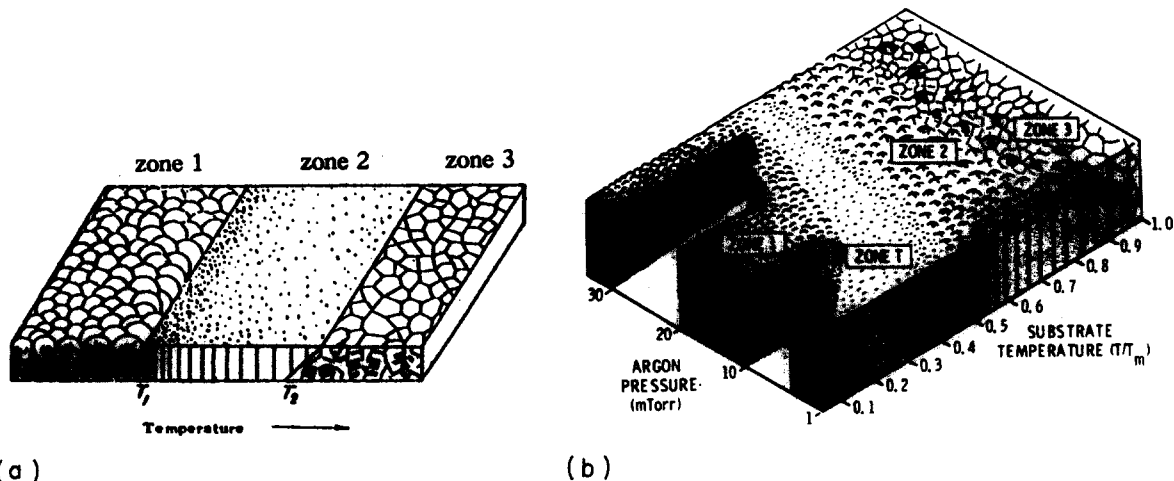 zone 1 zone 2 zone 3
T₁ T₂
Temperature
(a)
ZONE 3
ZONE 2
ZONE 1
ZONE T
30
20
10
1
ARGON
PRESSURE·
(mTorr)
0.1
0.2
0.3
0.4
0.5
0.6
0.7
0.8
0.9
1.0
SUBSTRATE
TEMPERATURE (T/Tₘ)
(b)